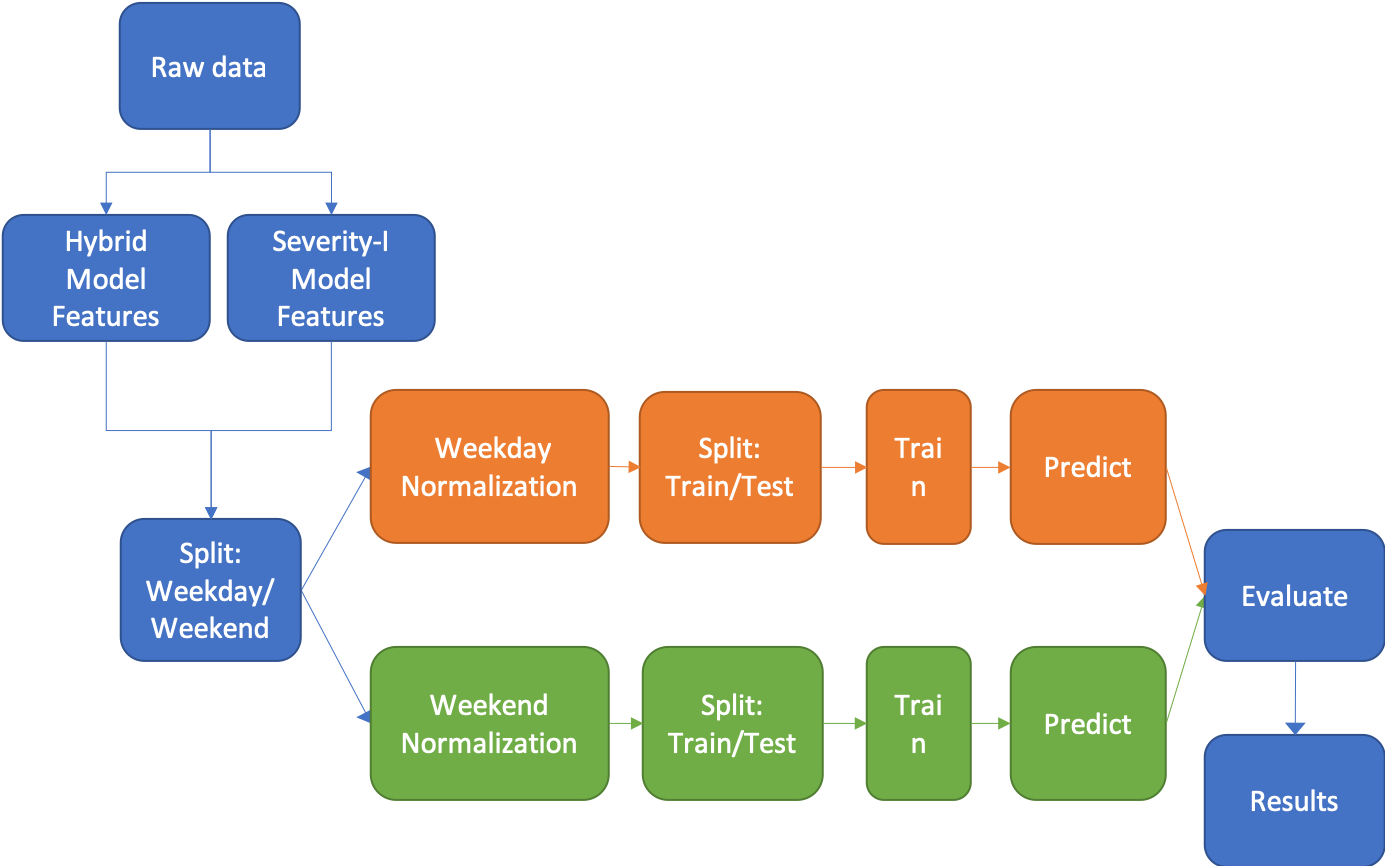 Raw data
Hybrid
Model
Features
Severity-I
Model
Features
Split:
Weekday/
Weekend
Weekday
Normalization
Split:
Train/Test
Trai
n
Predict
Weekend
Normalization
Split:
Train/Test
Trai
n
Predict
Evaluate
Results